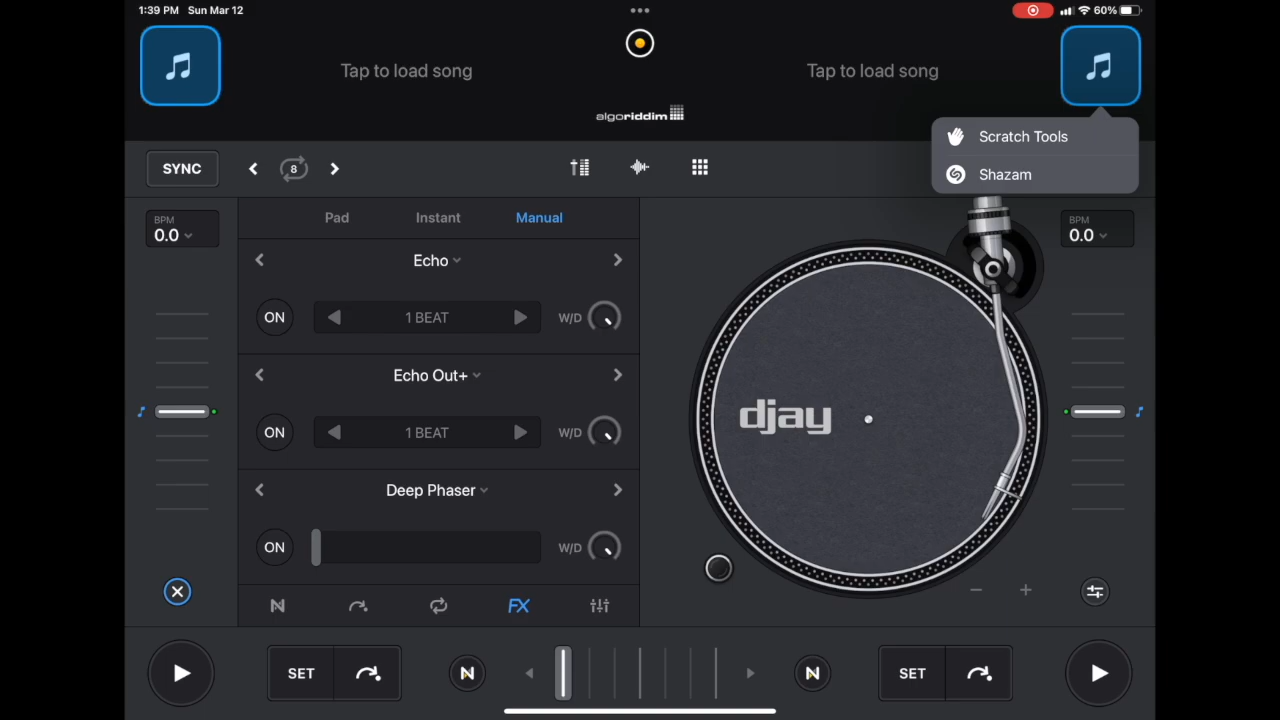 1:39 PM Sun Mar 12
60%
Tap to load song
Tap to load song
algoriddim
Scratch Tools
Shazam
SYNC
8
BPM
0.0
Pad Instant Manual
BPM
0.0
Echo
ON 1 BEAT W/D
Echo Out+
ON 1 BEAT W/D
djay
Deep Phaser
ON W/D
FX
SET
N
N
SET